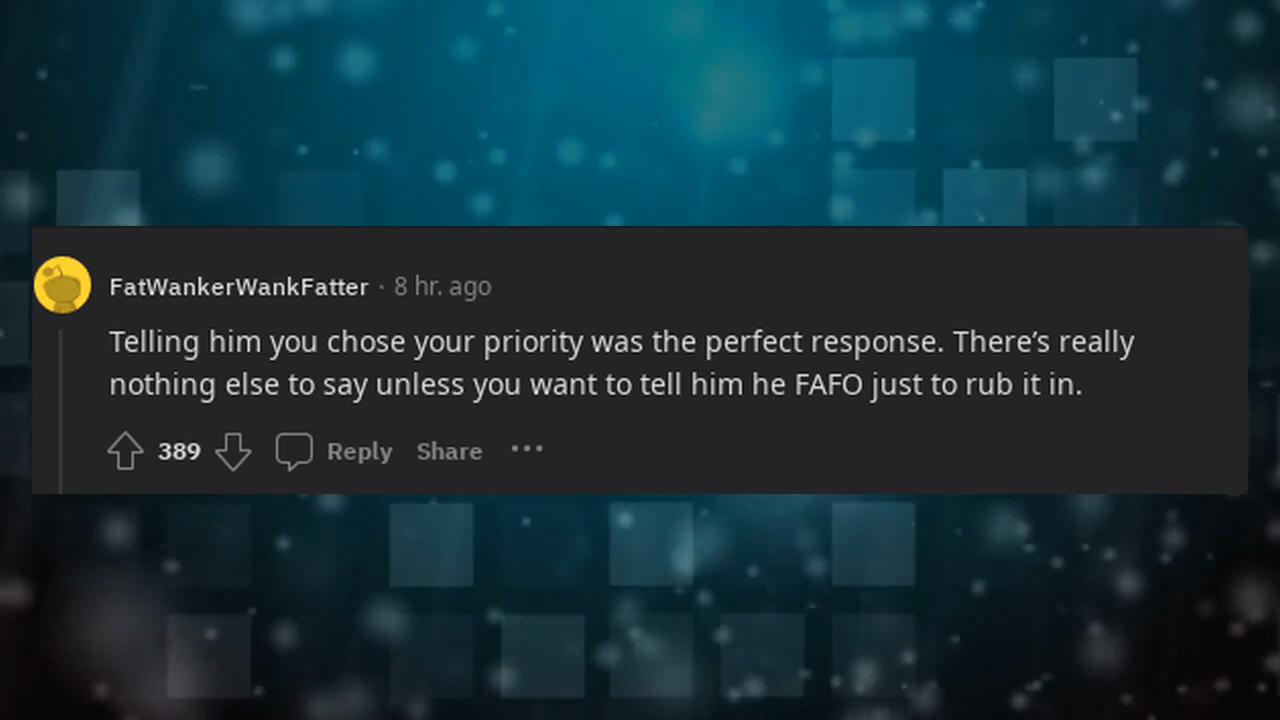 FatWankerWankFatter · 8 hr. ago
Telling him you chose your priority was the perfect response. There’s really
nothing else to say unless you want to tell him he FAFO just to rub it in.
389 Reply Share ···